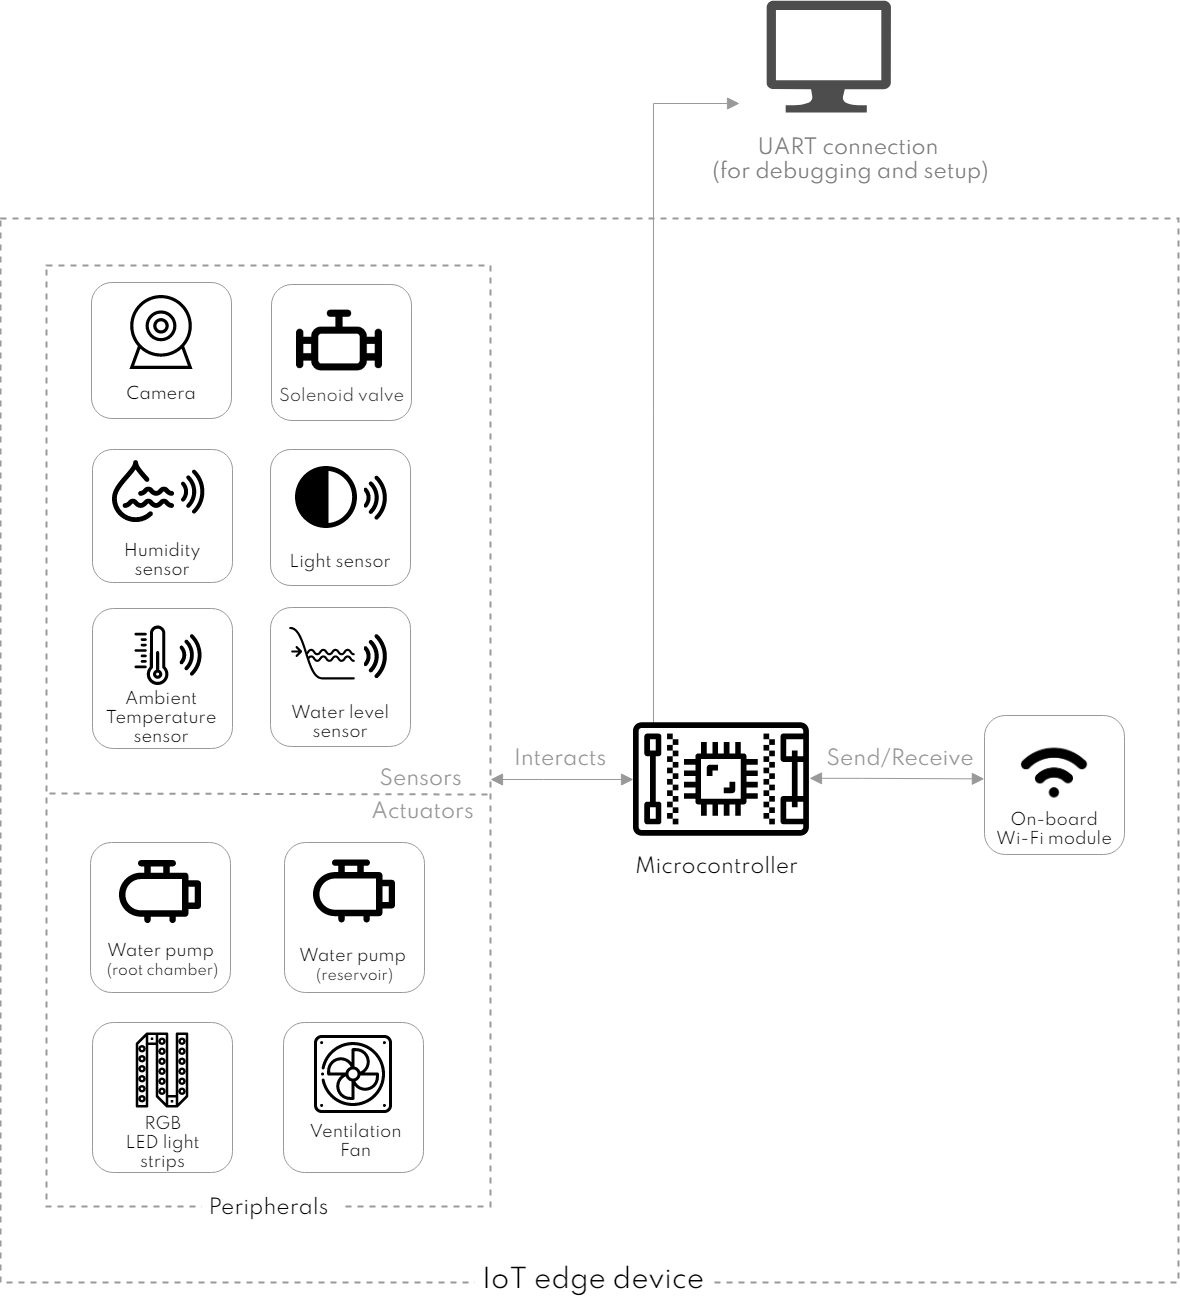 UART connection
(for debugging and setup)
Camera
Solenoid valve
Humidity
sensor
Light sensor
Ambient
Temperature
sensor
Water level
sensor
Sensors
Actuators
Interacts
Send/Receive
Microcontroller
On-board
Wi-Fi module
Water pump
(root chamber)
Water pump
(reservoir)
RGB
LED light
strips
Ventilation
Fan
Peripherals
IoT edge device